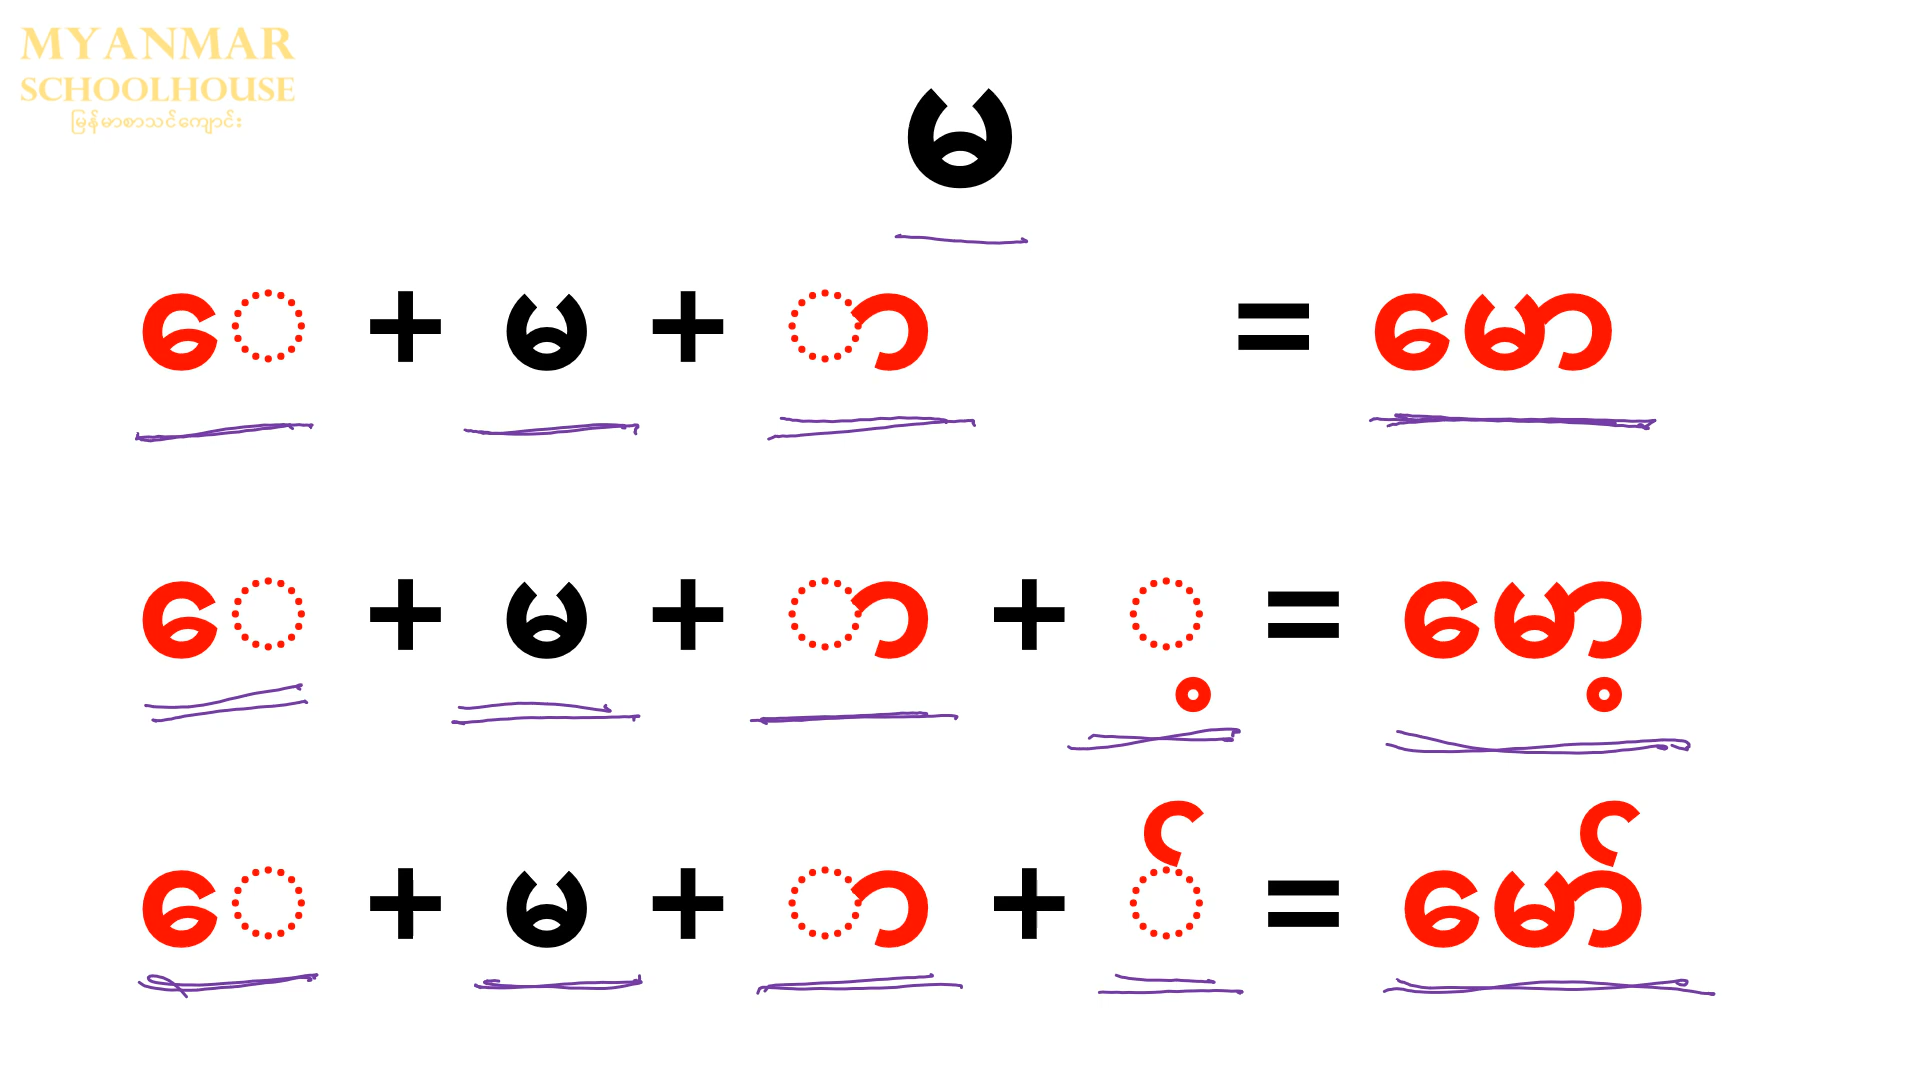 MYANMAR
SCHOOLHOUSE
မြန်မာစာသင်ကျောင်း
မ
ေ◌ + မ + ◌ာ = မော
ေ◌ + မ + ◌ာ + ◌့ = မော့
ေ◌ + မ + ◌ာ + ◌် = မော်